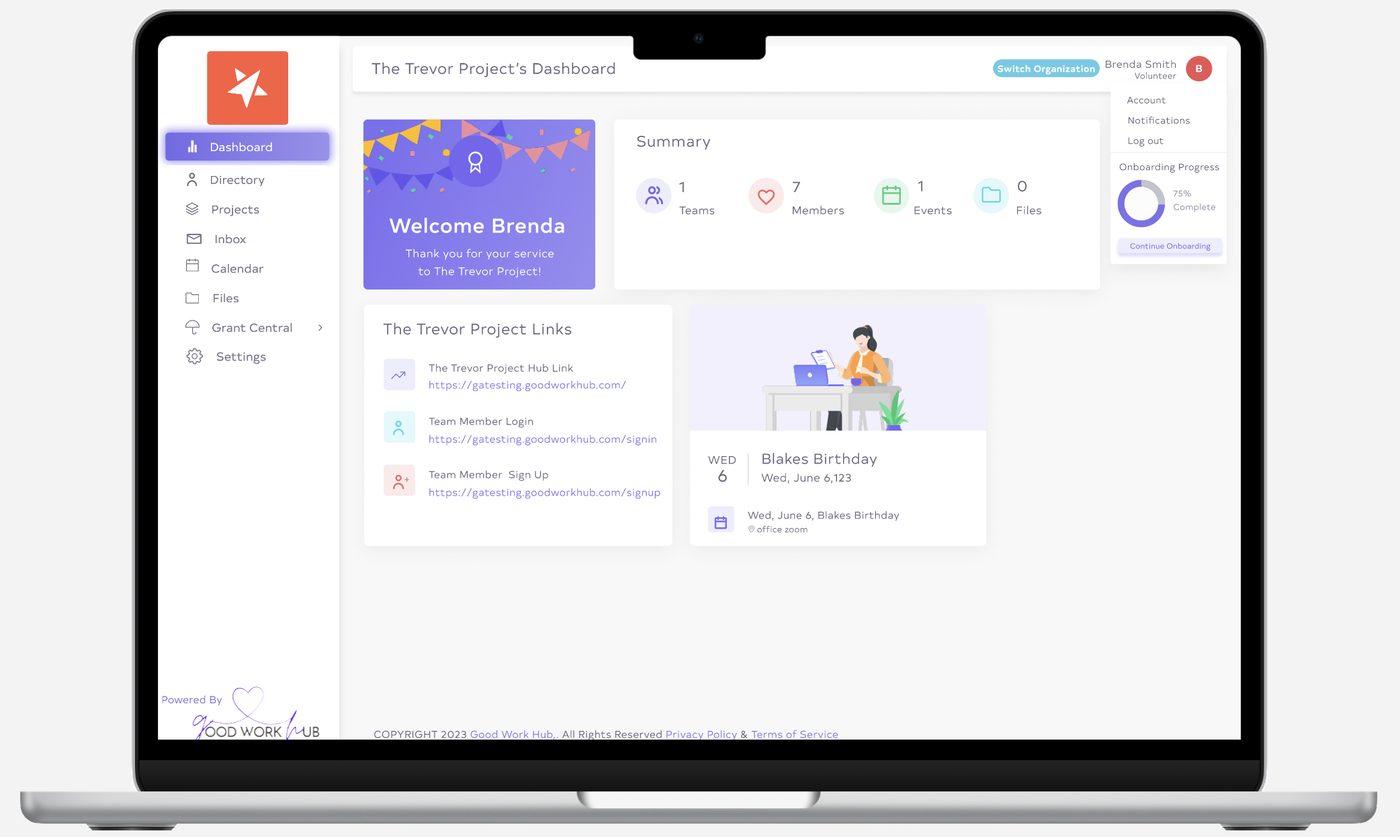 The Trevor Project's Dashboard
Switch Organization
Brenda Smith
Volunteer
B
Account
Notifications
Log out
Onboarding Progress
75%
Complete
Continue Onboarding
Dashboard
Directory
Projects
Inbox
Calendar
Files
Grant Central
Settings
Powered By
gOOD WORK hUB
Welcome Brenda
Thank you for your service
to The Trevor Project!
Summary
1
Teams
7
Members
1
Events
0
Files
The Trevor Project Links
The Trevor Project Hub Link
https://gatesting.goodworkhub.com/
Team Member Login
https://gatesting.goodworkhub.com/signin
Team Member  Sign Up
https://gatesting.goodworkhub.com/signup
WED
6
Blakes Birthday
Wed, June 6,123
Wed, June 6, Blakes Birthday
office zoom
COPYRIGHT 2023 Good Work Hub,. All Rights Reserved Privacy Policy & Terms of Service